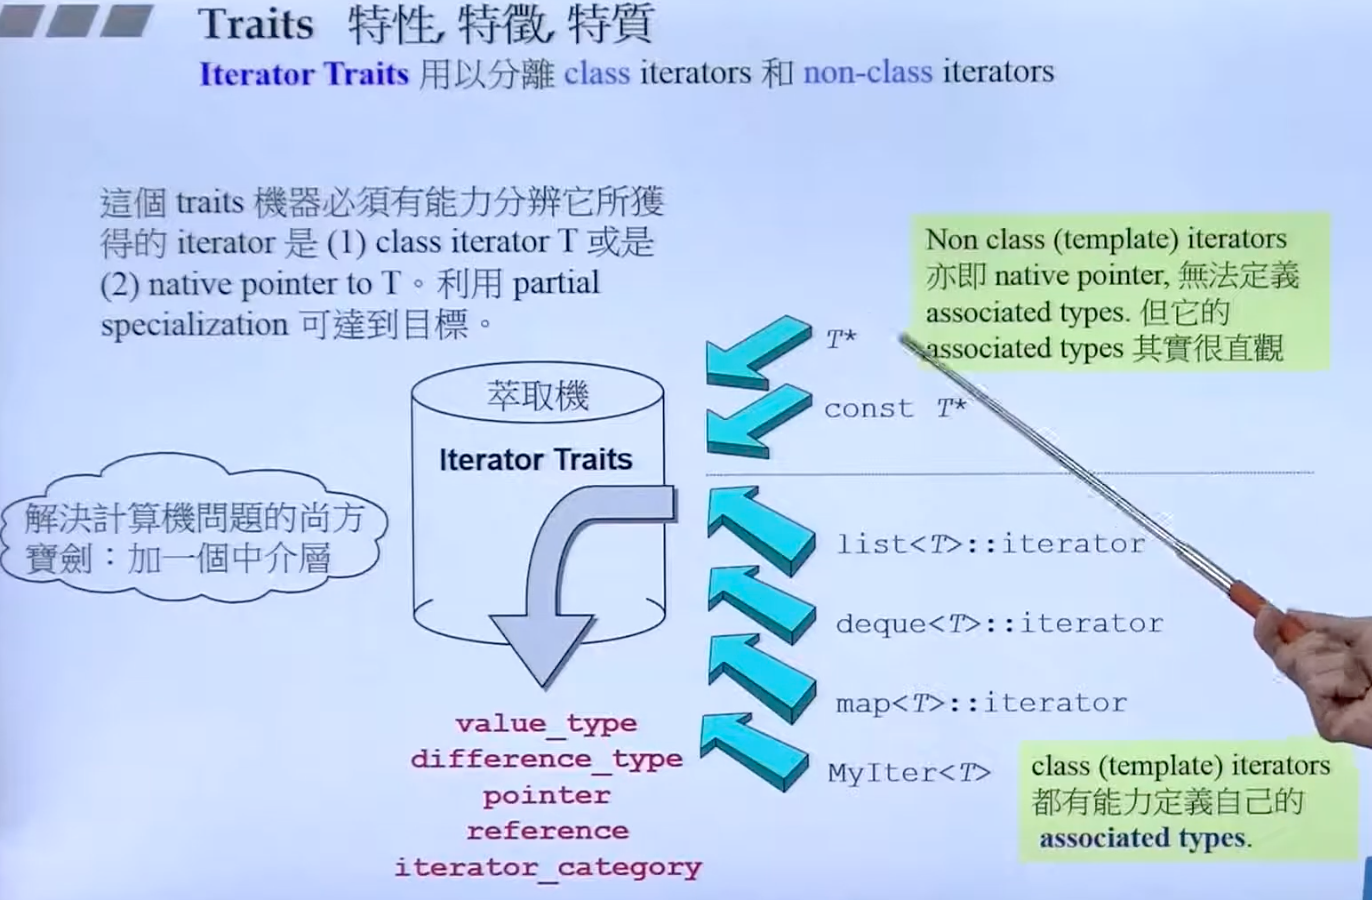 Traits 特性, 特徵, 特質
Iterator Traits 用以分離 class iterators 和 non-class iterators
這個 traits 機器必須有能力分辨它所獲
得的 iterator 是 (1) class iterator T 或是
(2) native pointer to T。利用 partial
specialization 可達到目標。
Non class (template) iterators
亦即 native pointer, 無法定義
associated types. 但它的
associated types 其實很直觀
T*
const T*
萃取機
Iterator Traits
解決計算機問題的尚方
寶劍：加一個中介層
list<T>::iterator
deque<T>::iterator
map<T>::iterator
MyIter<T>
class (template) iterators
都有能力定義自己的
associated types.
value_type
difference_type
pointer
reference
iterator_category